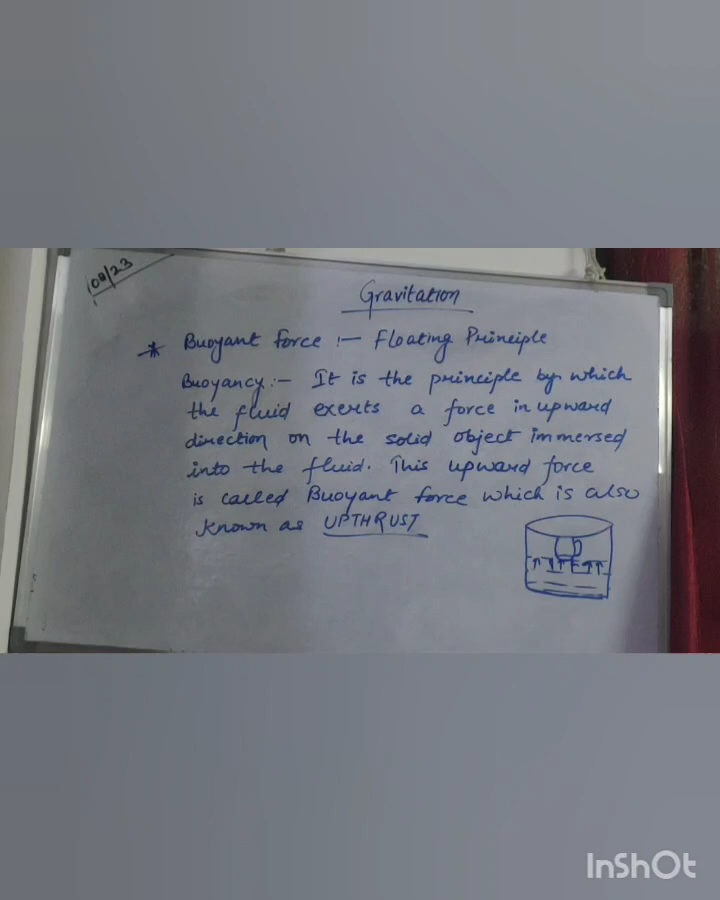 /08/23
Gravitation
* Buoyant force :- Floating Principle
Buoyancy :- It is the principle by which
the fluid exerts a force in upward
direction on the solid object immersed
into the fluid. This upward force
is called Buoyant force which is also
known as UPTHRUST
InShOt